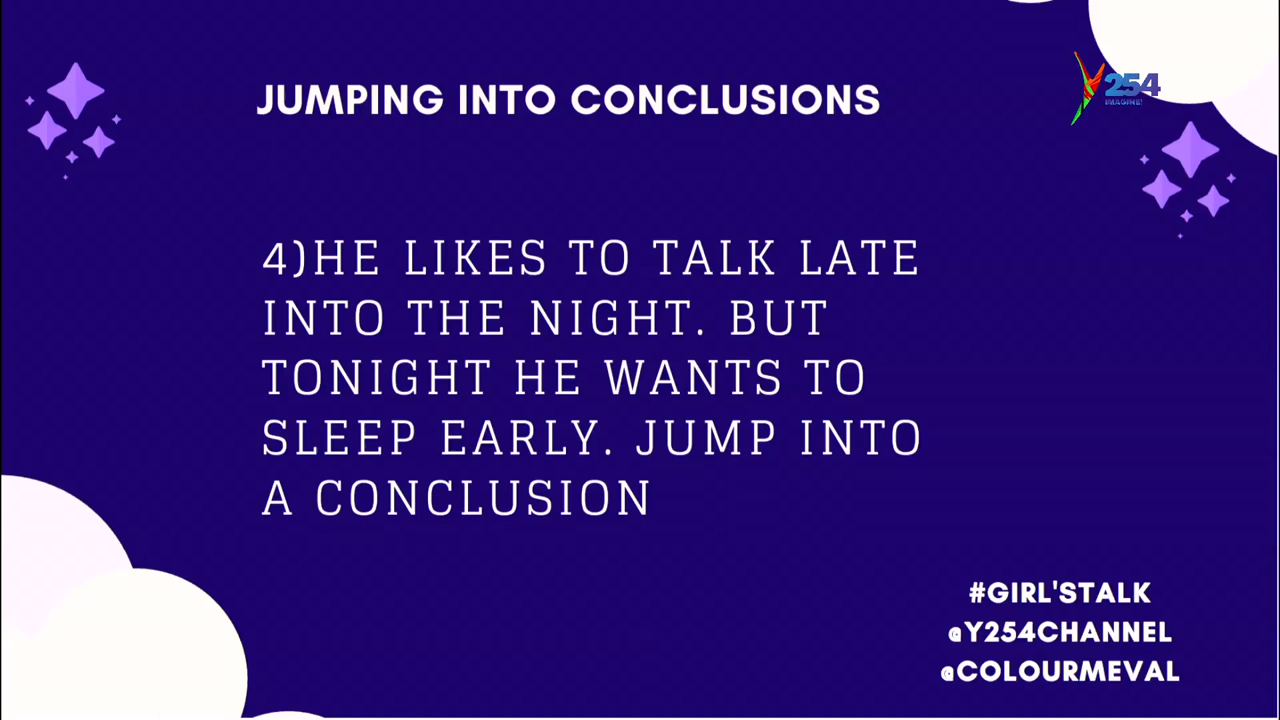 JUMPING INTO CONCLUSIONS
254
IMAGINE!
4)HE LIKES TO TALK LATE
INTO THE NIGHT. BUT
TONIGHT HE WANTS TO
SLEEP EARLY. JUMP INTO
A CONCLUSION
#GIRL'STALK
@Y254CHANNEL
@COLOURMEVAL